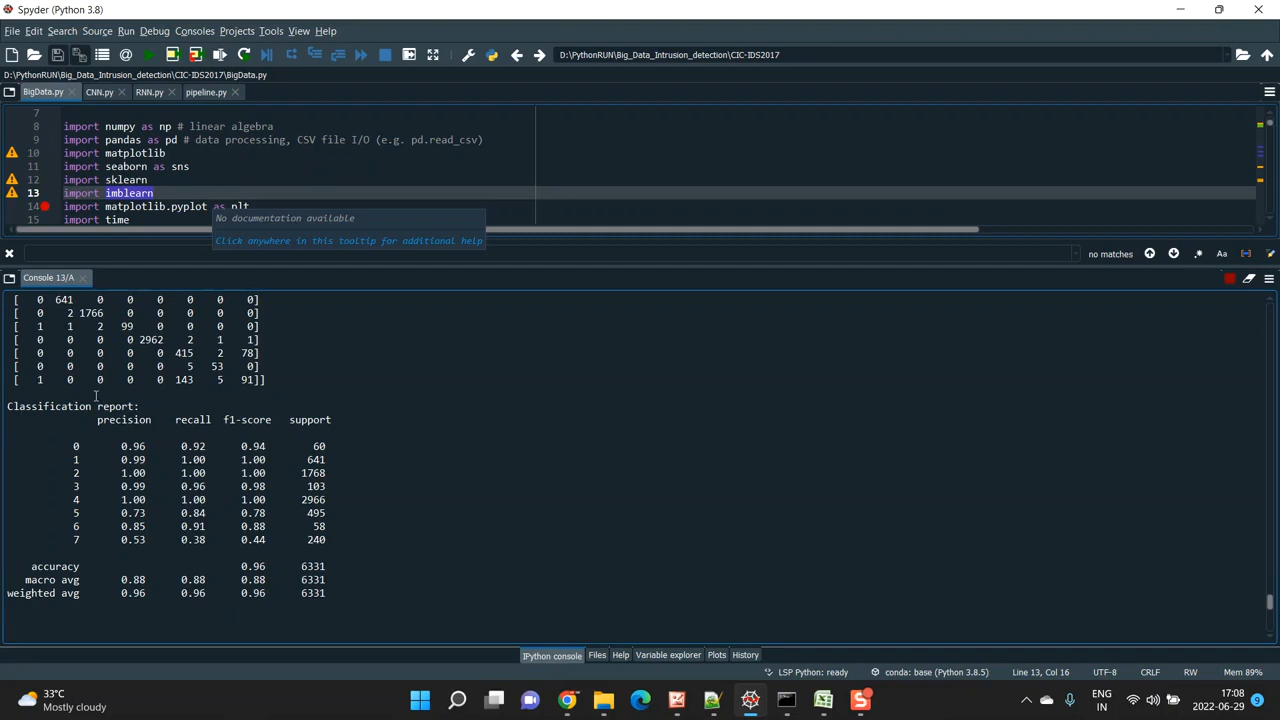 Spyder (Python 3.8)
File Edit Search Source Run Debug Consoles Projects Tools View Help
D:\PythonRUN\Big_Data_Intrusion_detection\CIC-IDS2017
D:\PythonRUN\Big_Data_Intrusion_detection\CIC-IDS2017\BigData.py
BigData.py CNN.py RNN.py pipeline.py
7
8 import numpy as np # linear algebra
9 import pandas as pd # data processing, CSV file I/O (e.g. pd.read_csv)
10 import matplotlib
11 import seaborn as sns
12 import sklearn
13 import imblearn
14 import matplotlib.pyplot as plt
15 import time
No documentation available
Click anywhere in this tooltip for additional help
no matches Aa
Console 13/A
[ 0 641 0 0 0 0 0 0]
[ 0 2 1766 0 0 0 0 0]
[ 1 1 2 99 0 0 0 0]
[ 0 0 0 0 2962 2 1 1]
[ 0 0 0 0 0 415 2 78]
[ 0 0 0 0 0 5 53 0]
[ 1 0 0 0 0 143 5 91]]
Classification report:
precision recall f1-score support
0 0.96 0.92 0.94 60
1 0.99 1.00 1.00 641
2 1.00 1.00 1.00 1768
3 0.99 0.96 0.98 103
4 1.00 1.00 1.00 2966
5 0.73 0.84 0.78 495
6 0.85 0.91 0.88 58
7 0.53 0.38 0.44 240
accuracy 0.96 6331
macro avg 0.88 0.88 0.88 6331
weighted avg 0.96 0.96 0.96 6331
IPython console Files Help Variable explorer Plots History
LSP Python: ready conda: base (Python 3.8.5) Line 13, Col 16 UTF-8 CRLF RW Mem 89%
33°C
Mostly cloudy
ENG
IN
17:08
2022-06-29
9